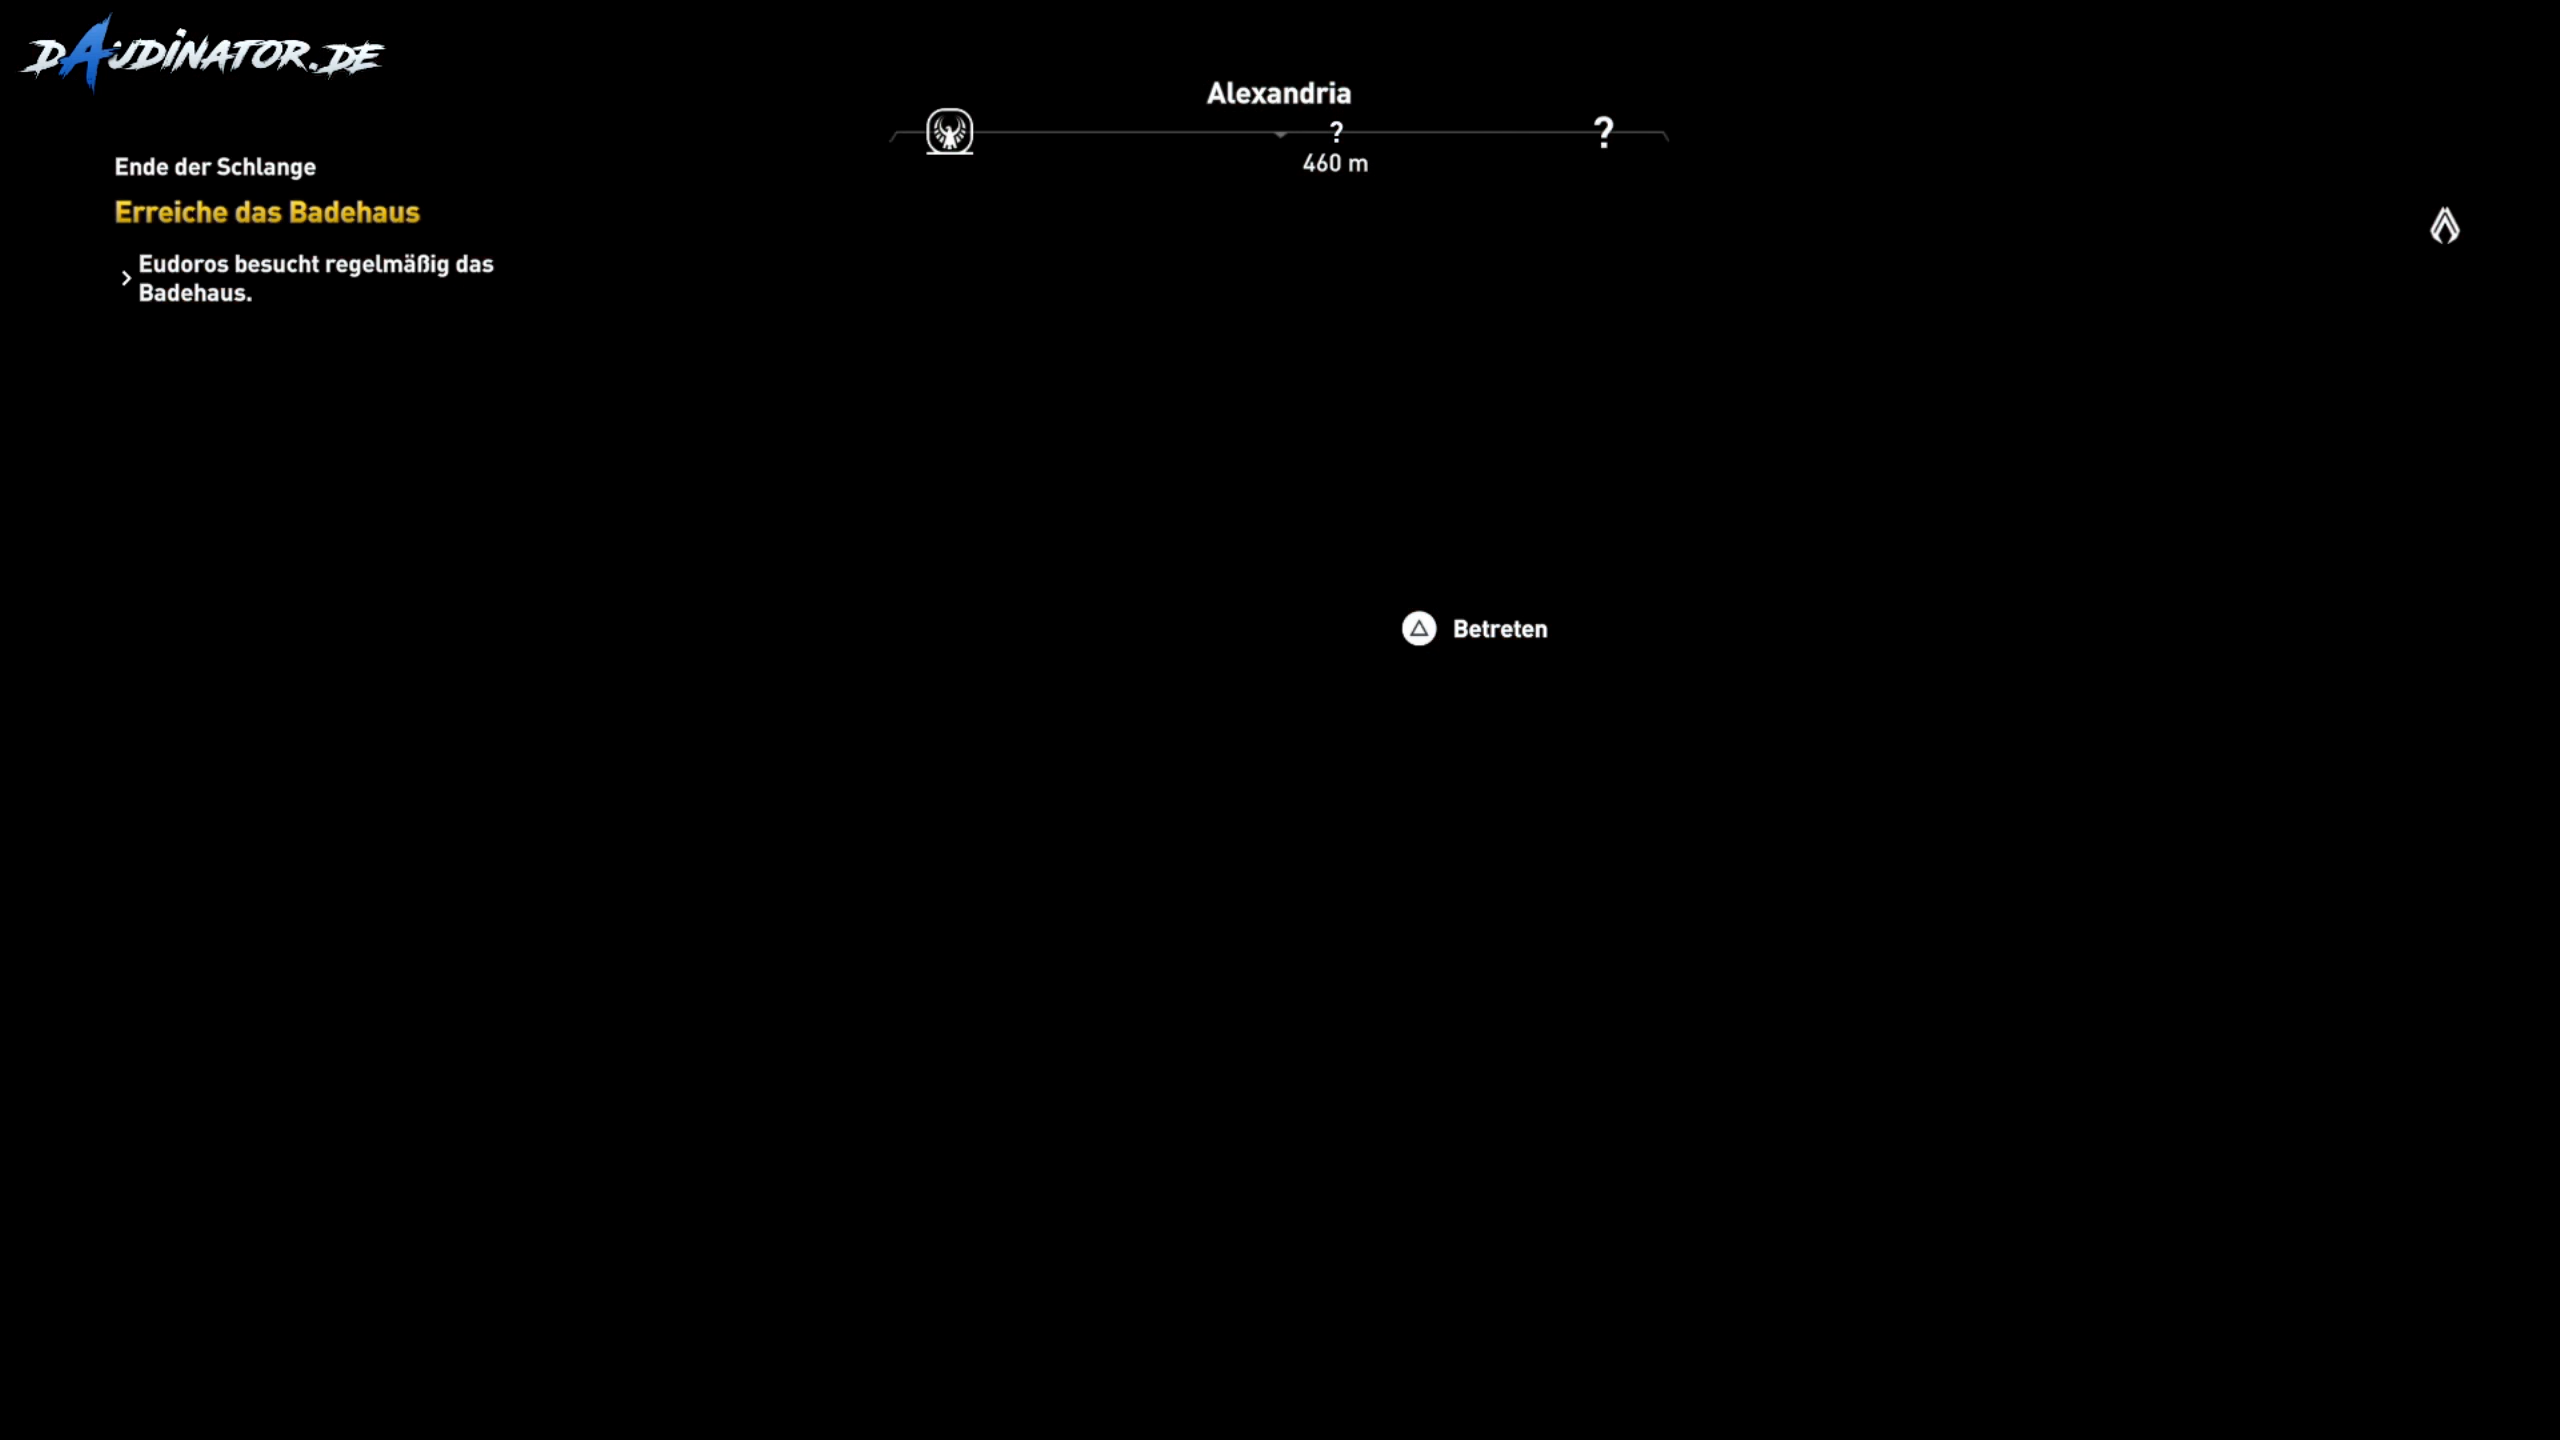 DAUDINATOR.DE
Alexandria
?
?
460 m
Ende der Schlange
Erreiche das Badehaus
Eudoros besucht regelmäßig das
Badehaus.
Betreten